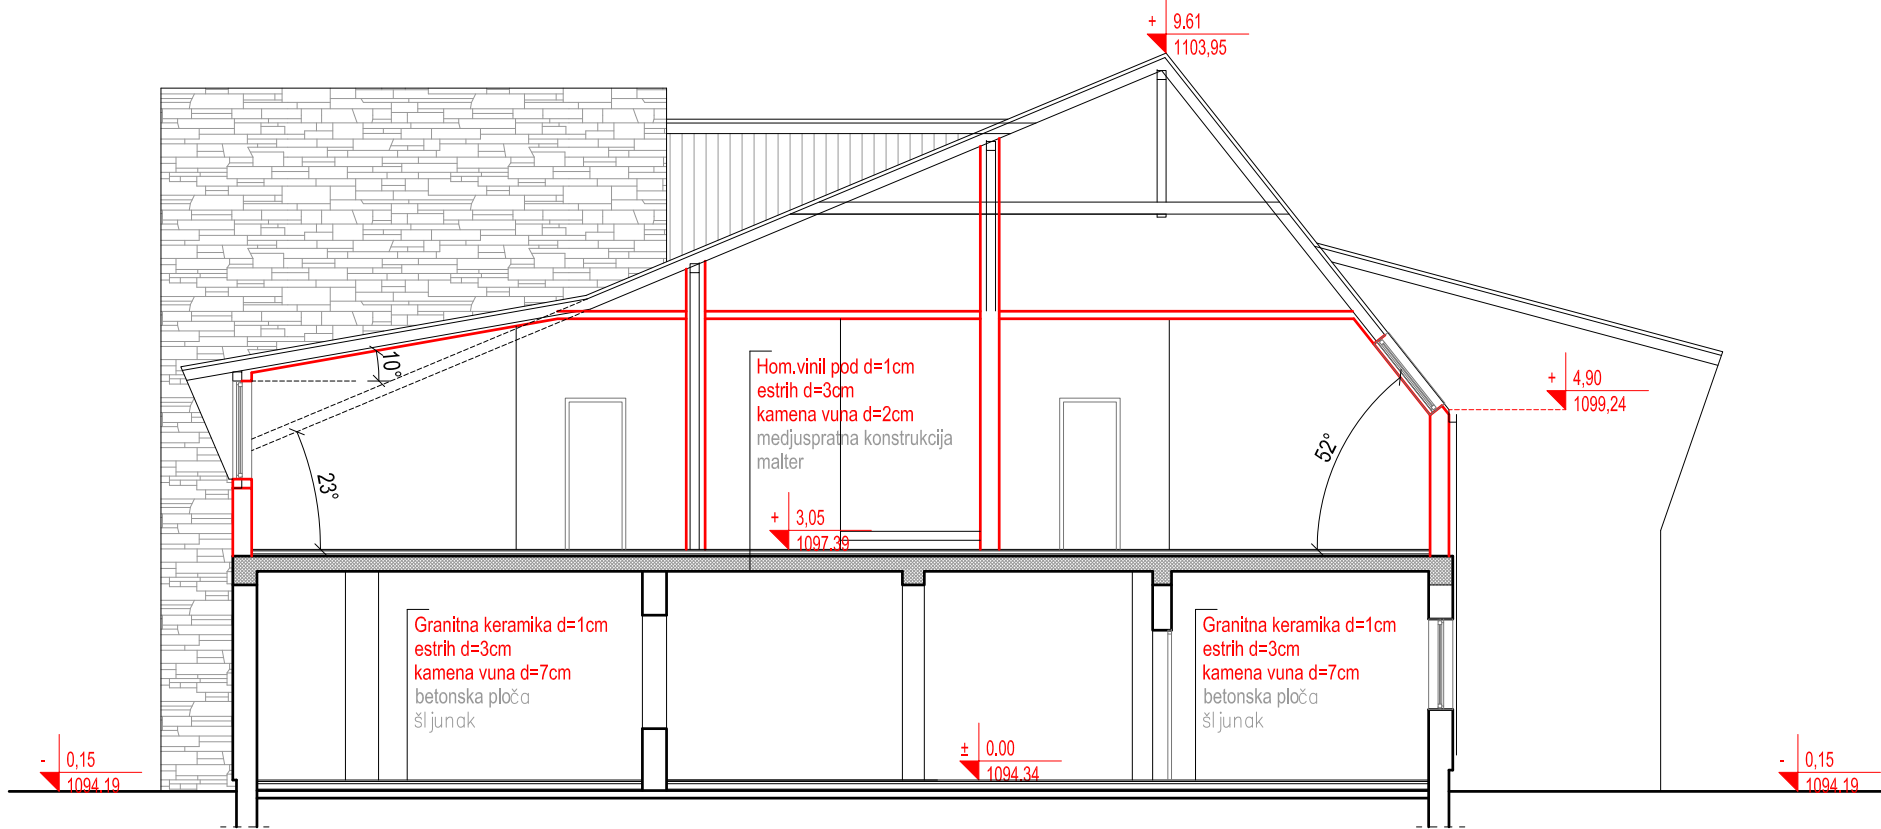 + 9.61
1103,95
10°
23°
Hom.vinil pod d=1cm
estrih d=3cm
kamena vuna d=2cm
medjuspratna konstrukcija
malter
52°
+ 4,90
1099,24
+ 3,05
1097.39
Granitna keramika d=1cm
estrih d=3cm
kamena vuna d=7cm
betonska ploča
šljunak
Granitna keramika d=1cm
estrih d=3cm
kamena vuna d=7cm
betonska ploča
šljunak
- 0,15
1094.19
± 0.00
1094.34
- 0,15
1094.19